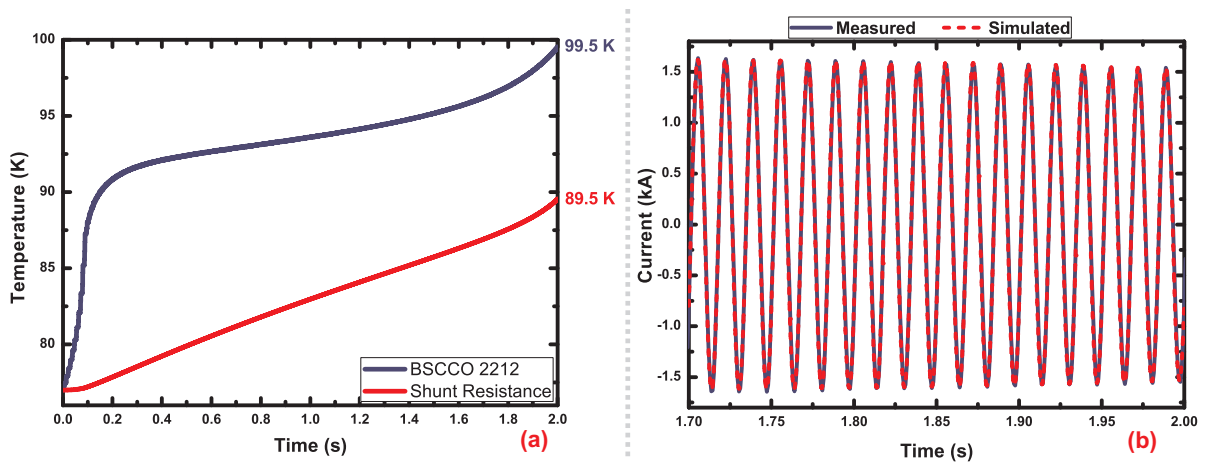 100
95
90
85
80
Temperature (K)
0.0 0.2 0.4 0.6 0.8 1.0 1.2 1.4 1.6 1.8 2.0
Time (s)
99.5 K
89.5 K
BSCCO 2212
Shunt Resistance
(a)
Measured Simulated
1.5
1.0
0.5
0.0
-0.5
-1.0
-1.5
Current (kA)
1.70 1.75 1.80 1.85 1.90 1.95 2.00
Time (s)
(b)